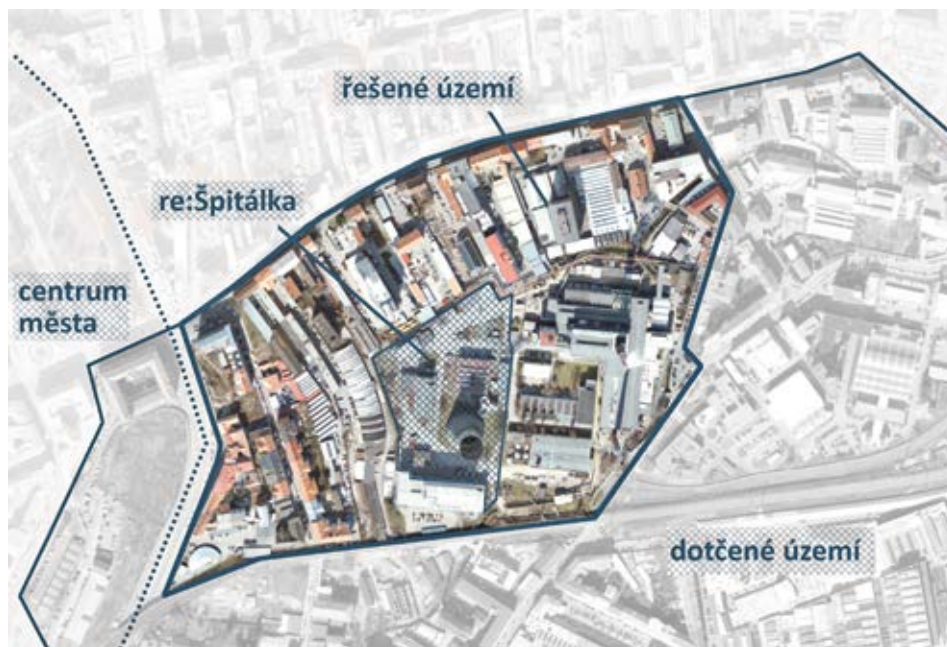 řešené území
re:Špitálka
centrum
města
dotčené území